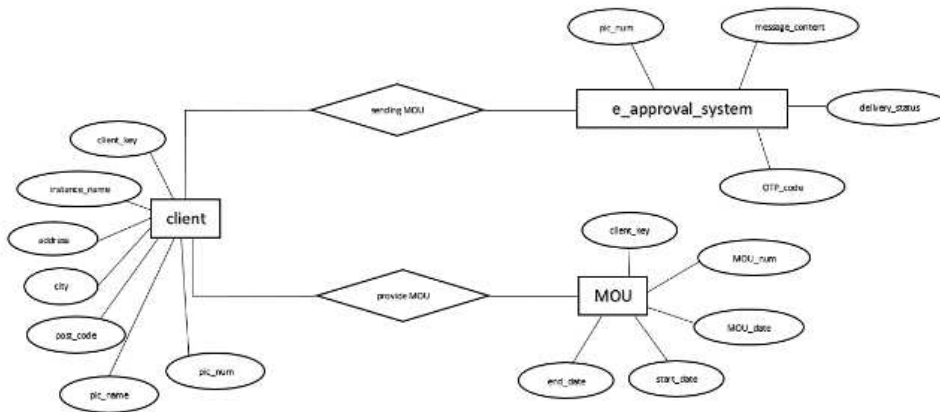 pic_num
message_content
sending MOU
e_approval_system
delivery_status
client_key
OTP_code
instance_name
client
address
client_key
MOU_num
city
provide MOU
MOU
post_code
MOU_date
pic_num
pic_name
end_date
start_date